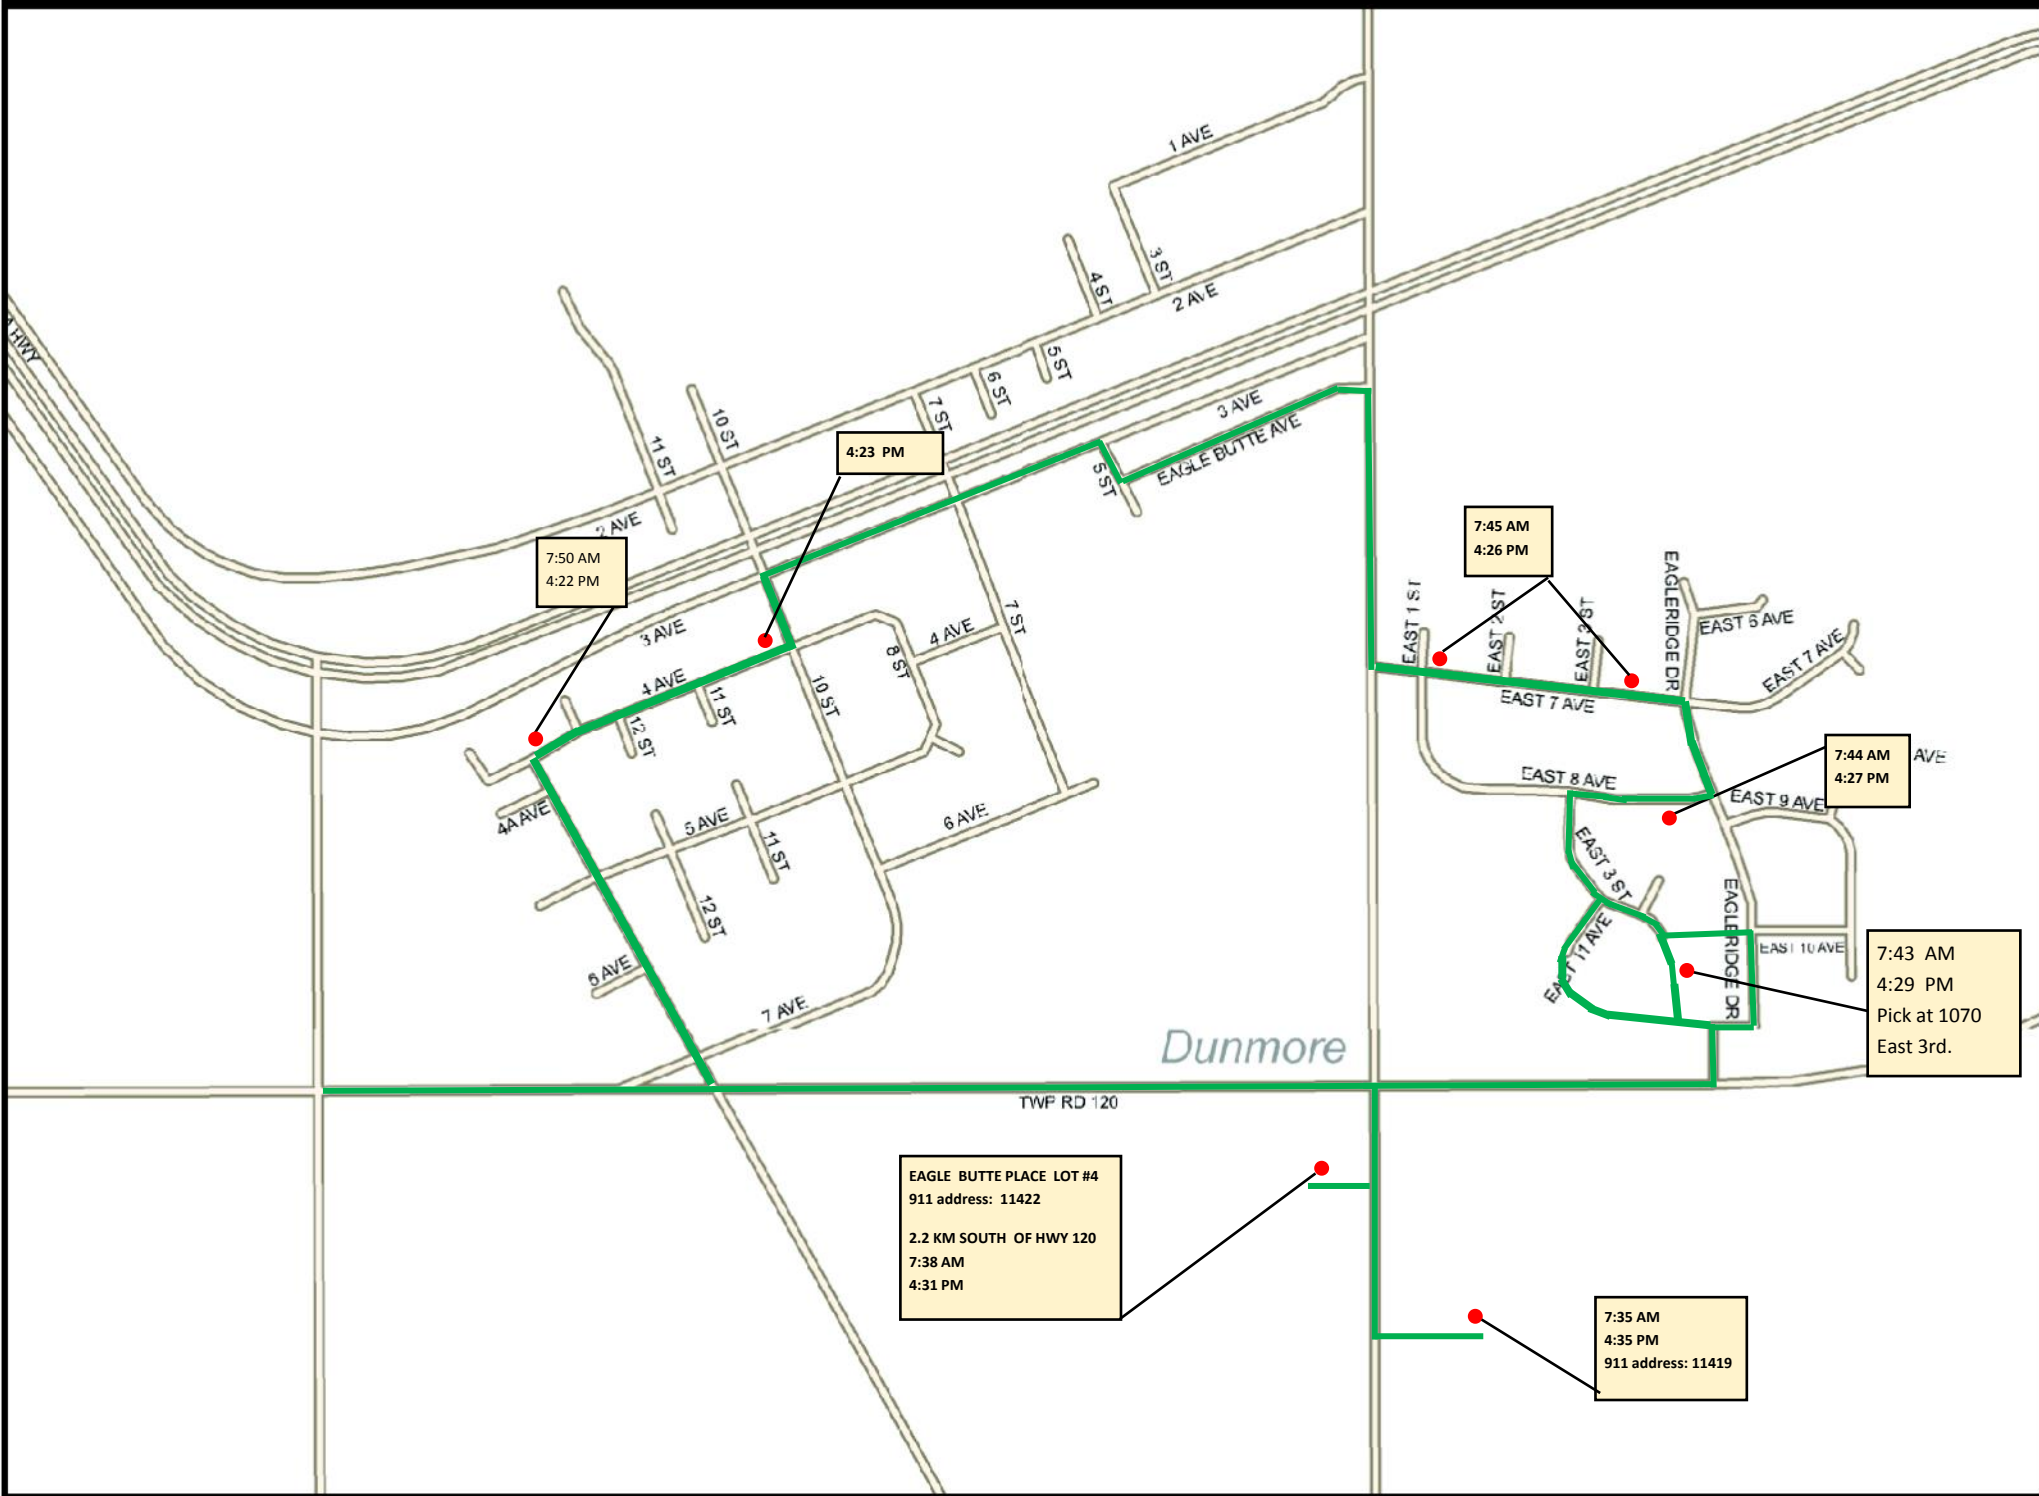 1 AVE
3 ST
4 ST
2 AVE
HWY
5 ST
6 ST
7 ST
10 ST
11 ST
3 AVE
EAGLE BUTTE AVE
5 ST
4:23 PM
2 AVE
7:50 AM
4:22 PM
7:45 AM
4:26 PM
EAST 1 ST
EAST 2 ST
EAST 3 ST
EAGLERIDGE DR
EAST 6 AVE
EAST 7 AVE
EAST 7 AVE
3 AVE
7 ST
4 AVE
8 ST
4 AVE
11 ST
10 ST
12 ST
4A AVE
5 AVE
11 ST
6 AVE
12 ST
6 AVE
7 AVE
7:44 AM
4:27 PM
AVE
EAST 8 AVE
EAST 9 AVE
EAST 3 ST
EAST 11 AVE
EAGLERIDGE DR
EAST 10 AVE
7:43 AM
4:29 PM
Pick at 1070
East 3rd.
Dunmore
TWP RD 120
EAGLE BUTTE PLACE LOT #4
911 address: 11422
2.2 KM SOUTH OF HWY 120
7:38 AM
4:31 PM
7:35 AM
4:35 PM
911 address: 11419